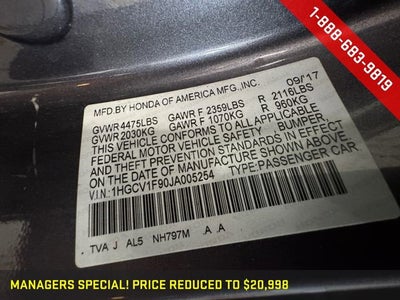 1-888-683-9819
MFD.BY HONDA OF AMERICA MFG.,INC. 09/17
GVWR 4475LBS GAWR F 2359LBS R 2116LBS
GVWR 2030KG GAWR F 1070KG R 960KG
THIS VEHICLE CONFORMS TO ALL APPLICABLE
FEDERAL MOTOR VEHICLE SAFETY, BUMPER,
AND THEFT PREVENTION STANDARDS IN EFFECT
ON THE DATE OF MANUFACTURE SHOWN ABOVE.
VIN:1HGCV1F90JA005254 TYPE:PASSENGER CAR
TVA J AL5 NH797M A A
MANAGERS SPECIAL! PRICE REDUCED TO $20,998